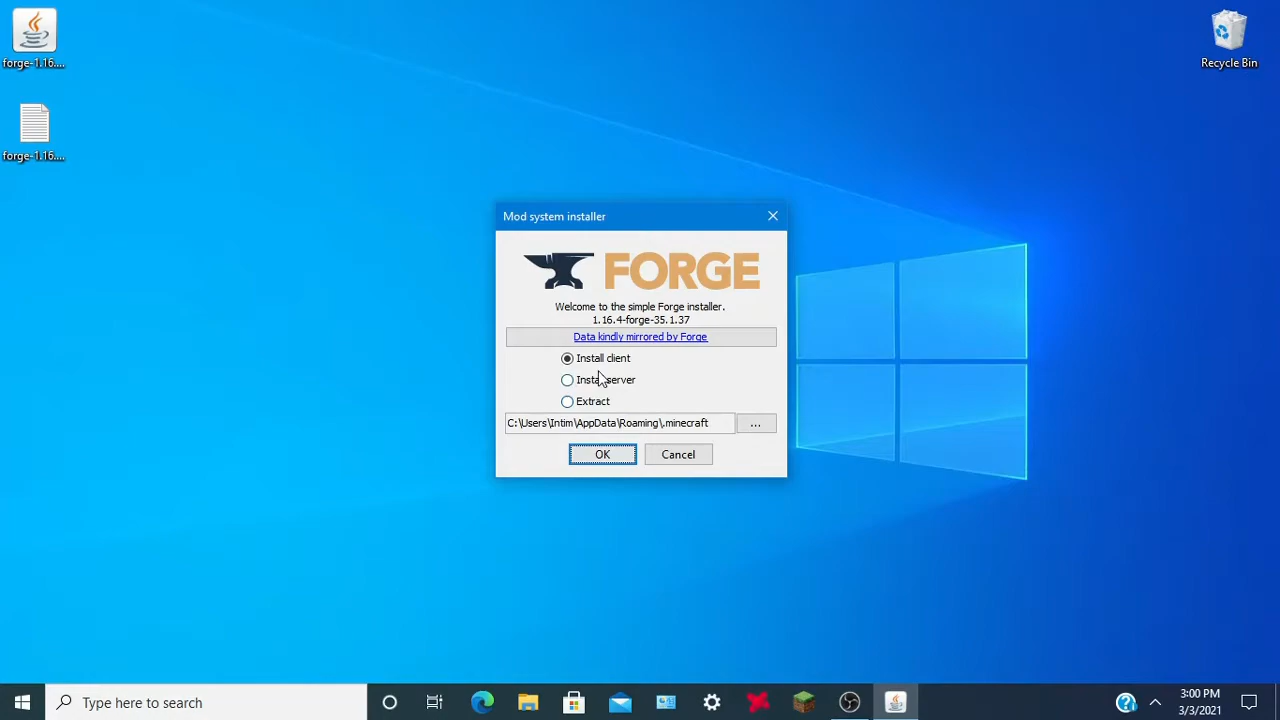 forge-1.16....
Recycle Bin
forge-1.16....
Mod system installer
FORGE
Welcome to the simple Forge installer.
1.16.4-forge-35.1.37
Data kindly mirrored by Forge
Install client
Install server
Extract
C:\Users\Intim\AppData\Roaming\.minecraft
...
OK Cancel
Type here to search
3:00 PM
3/3/2021